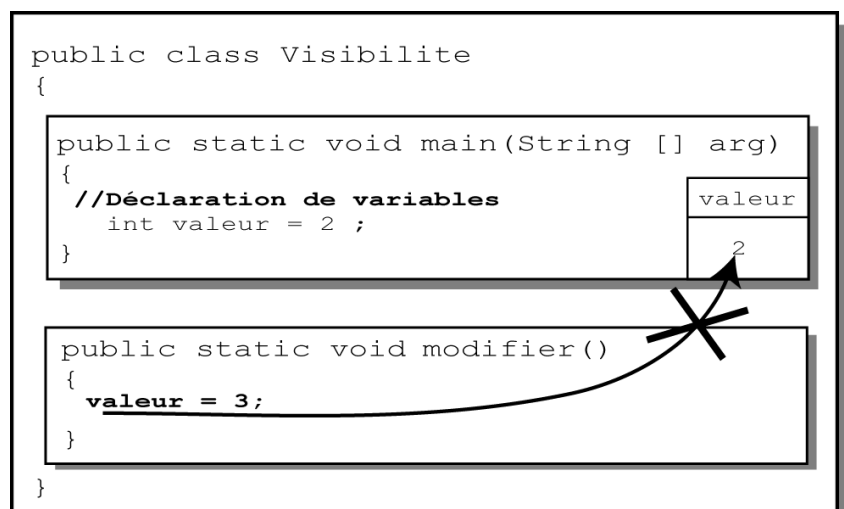 public class Visibilite
{
public static void main(String [] arg)
{
//Déclaration de variables
int valeur = 2 ;
}
valeur
2
public static void modifier()
{
valeur = 3;
}
}